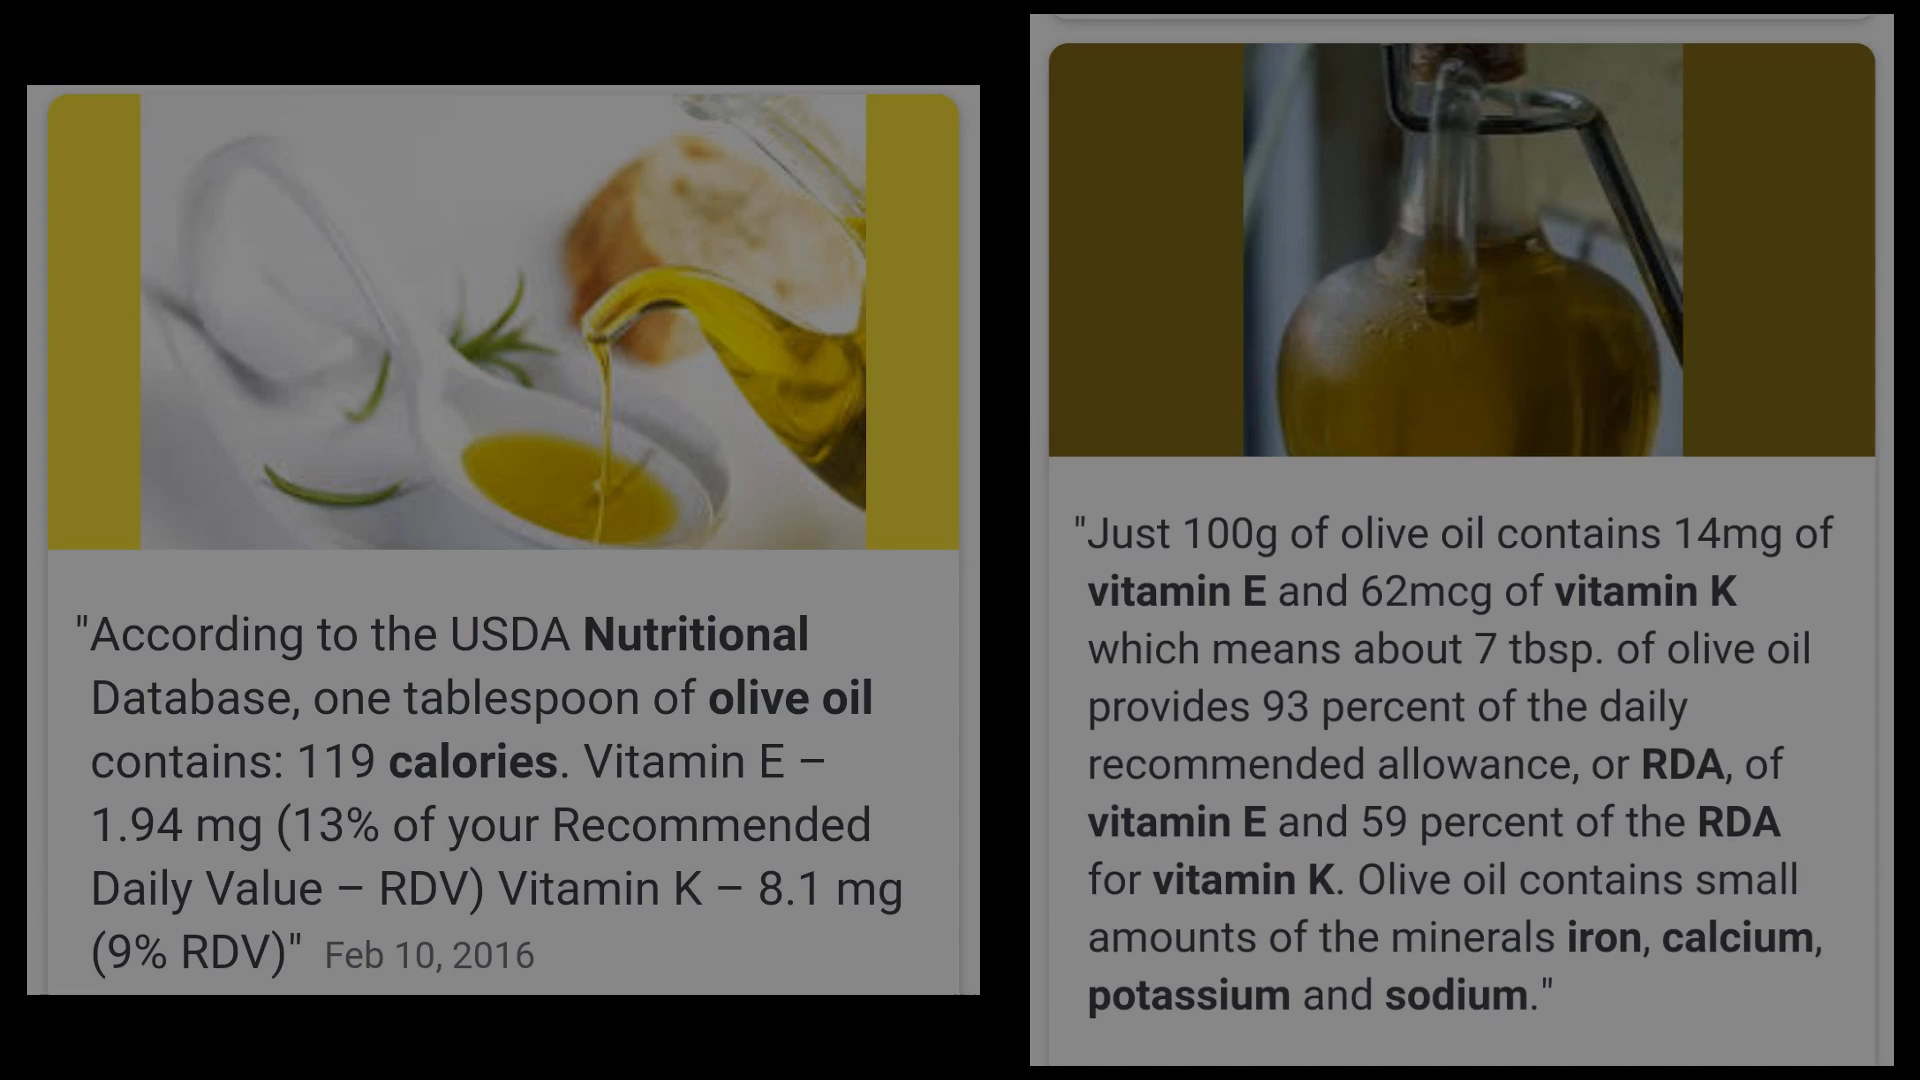 "According to the USDA Nutritional
Database, one tablespoon of olive oil
contains: 119 calories. Vitamin E –
1.94 mg (13% of your Recommended
Daily Value – RDV) Vitamin K – 8.1 mg
(9% RDV)" Feb 10, 2016
"Just 100g of olive oil contains 14mg of
vitamin E and 62mcg of vitamin K
which means about 7 tbsp. of olive oil
provides 93 percent of the daily
recommended allowance, or RDA, of
vitamin E and 59 percent of the RDA
for vitamin K. Olive oil contains small
amounts of the minerals iron, calcium,
potassium and sodium."